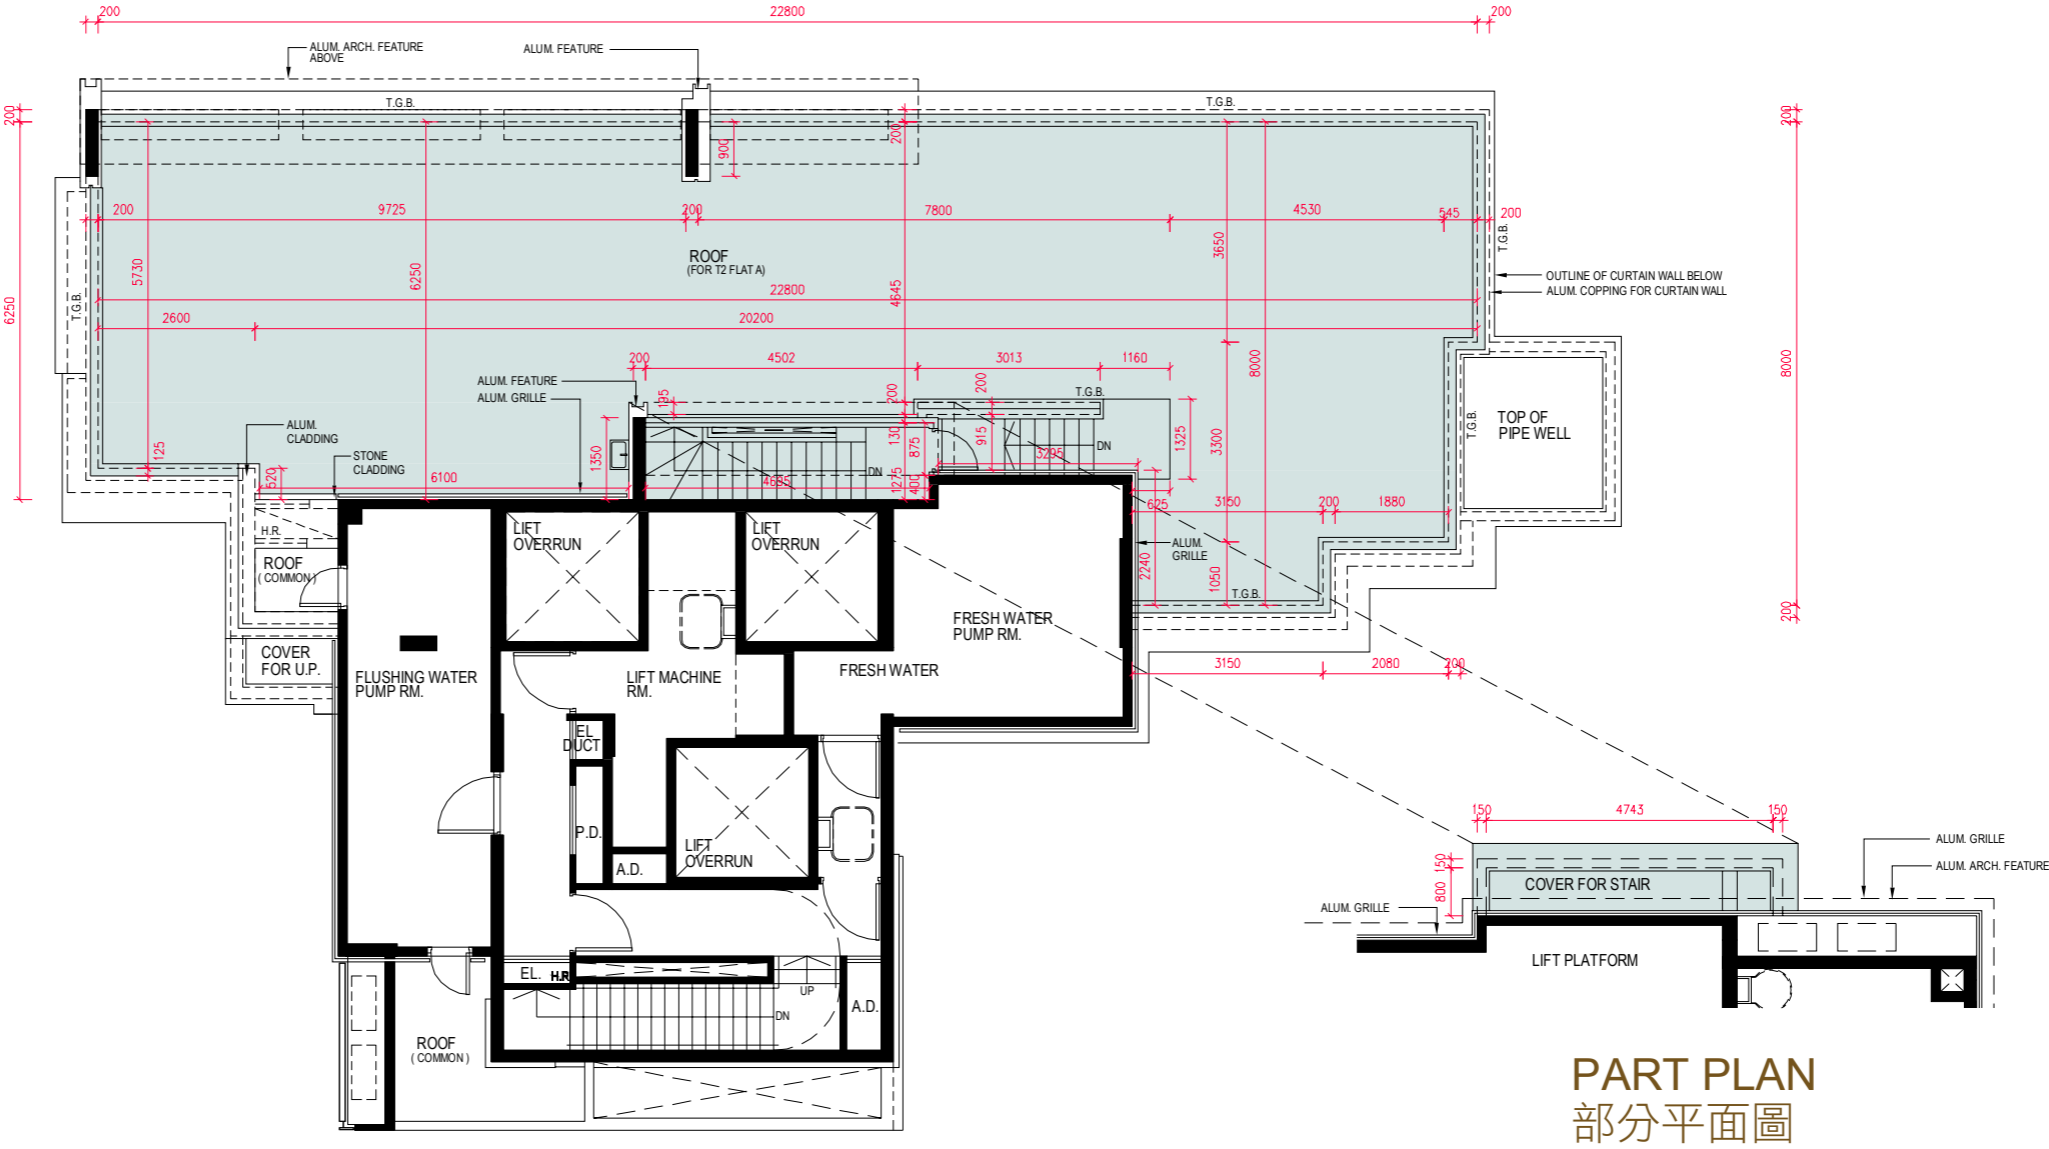 200
22800
200
ALUM. ARCH. FEATURE
ABOVE
ALUM. FEATURE
T.G.B.
T.G.B.
200
200
200
900
200
9725
200
7800
4530
545
200
T.G.B.
5730
6250
ROOF
(FOR T2 FLAT A)
3650
4645
6250
T.G.B.
22800
OUTLINE OF CURTAIN WALL BELOW
ALUM. COPPING FOR CURTAIN WALL
2600
20200
8000
8000
200
4502
3013
1160
ALUM. FEATURE
ALUM. GRILLE
195
200
200
T.G.B.
T.G.B.
TOP OF
PIPE WELL
ALUM.
CLADDING
STONE
CLADDING
125
520
6100
1350
130
875
915
DN
1325
3300
DN
3295
4695
1275
400
625
3150
200
1880
H.R.
ROOF
( COMMON )
LIFT
OVERRUN
LIFT
OVERRUN
ALUM.
GRILLE
2240
1050
T.G.B.
200
FRESH WATER
PUMP RM.
COVER
FOR U.P.
FLUSHING WATER
PUMP RM.
LIFT MACHINE
RM.
FRESH WATER
3150
2080
200
EL
DUCT
P.D.
A.D.
LIFT
OVERRUN
150
4743
150
150
800
COVER FOR STAIR
ALUM. GRILLE
ALUM. ARCH. FEATURE
ALUM. GRILLE
LIFT PLATFORM
EL.
H.R
UP
DN
A.D.
ROOF
( COMMON )
PART PLAN
部分平面圖